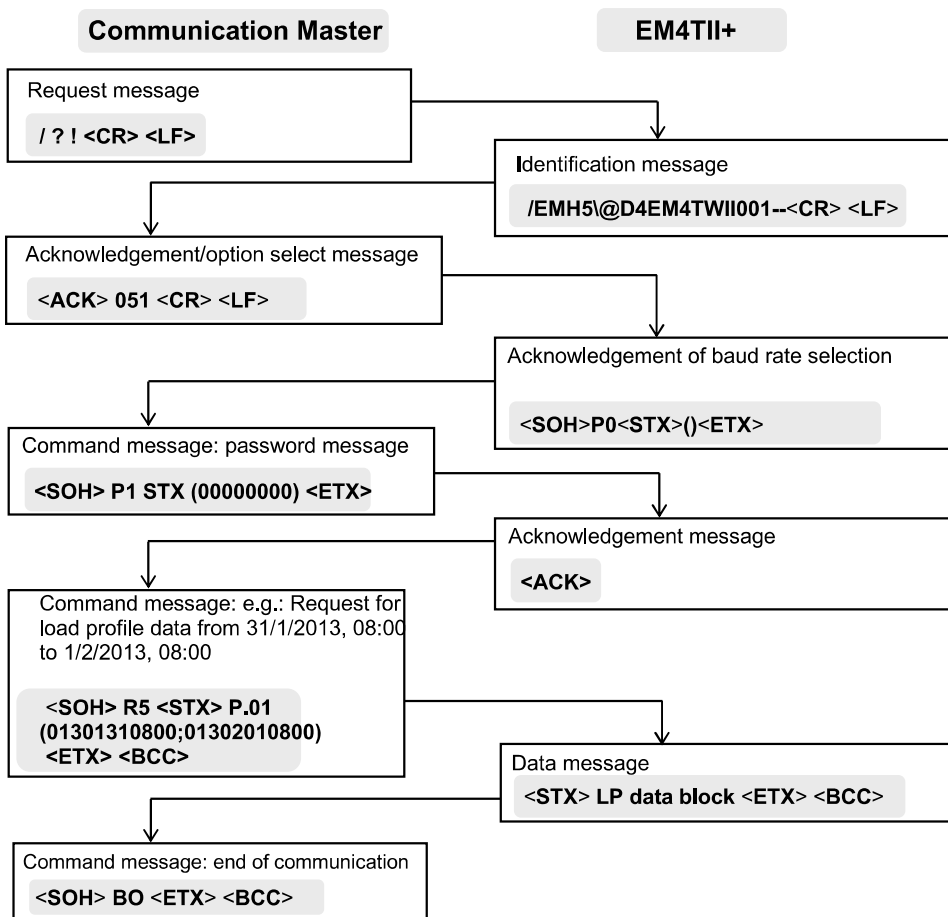 Communication Master
EM4TII+
Request message
/ ? ! <CR> <LF>
Identification message
/EMH5\@D4EM4TWII001--<CR> <LF>
Acknowledgement/option select message
<ACK> 051 <CR> <LF>
Acknowledgement of baud rate selection
<SOH>P0<STX>()<ETX>
Command message: password message
<SOH> P1 STX (00000000) <ETX>
Acknowledgement message
<ACK>
Command message: e.g.: Request for
load profile data from 31/1/2013, 08:00
to 1/2/2013, 08:00
<SOH> R5 <STX> P.01
(01301310800;01302010800)
<ETX> <BCC>
Data message
<STX> LP data block <ETX> <BCC>
Command message: end of communication
<SOH> BO <ETX> <BCC>